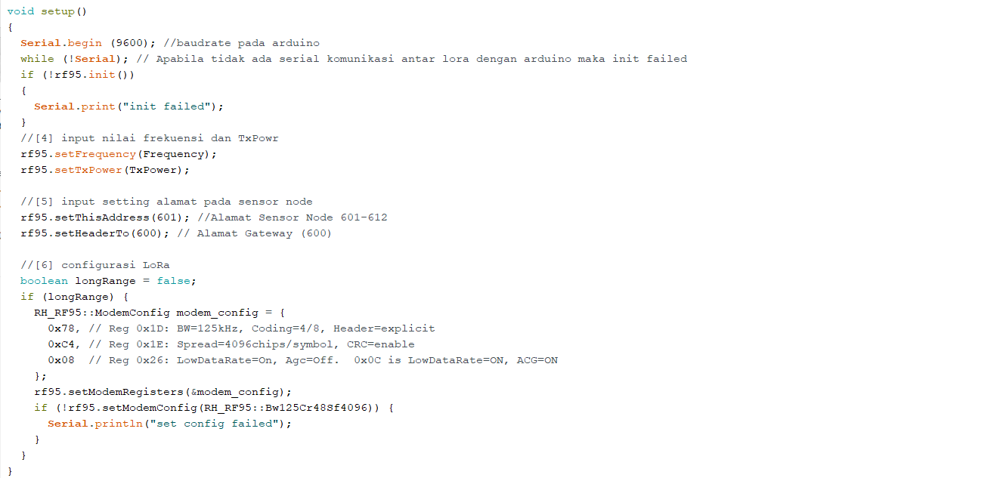 void setup()
{
  Serial.begin (9600); //baudrate pada arduino
  while (!Serial); // Apabila tidak ada serial komunikasi antar lora dengan arduino maka init failed
  if (!rf95.init())
  {
    Serial.print("init failed");
  }
  //[4] input nilai frekuensi dan TxPowr
  rf95.setFrequency(Frequency);
  rf95.setTxPower(TxPower);

  //[5] input setting alamat pada sensor node
  rf95.setThisAddress(601); //Alamat Sensor Node 601-612
  rf95.setHeaderTo(600); // Alamat Gateway (600)

  //[6] configurasi LoRa
  boolean longRange = false;
  if (longRange) {
    RH_RF95::ModemConfig modem_config = {
      0x78, // Reg 0x1D: BW=125kHz, Coding=4/8, Header=explicit
      0xC4, // Reg 0x1E: Spread=4096chips/symbol, CRC=enable
      0x08  // Reg 0x26: LowDataRate=On, Agc=Off.  0x0C is LowDataRate=ON, ACG=ON
    };
    rf95.setModemRegisters(&modem_config);
    if (!rf95.setModemConfig(RH_RF95::Bw125Cr48Sf4096)) {
      Serial.println("set config failed");
    }
  }
}